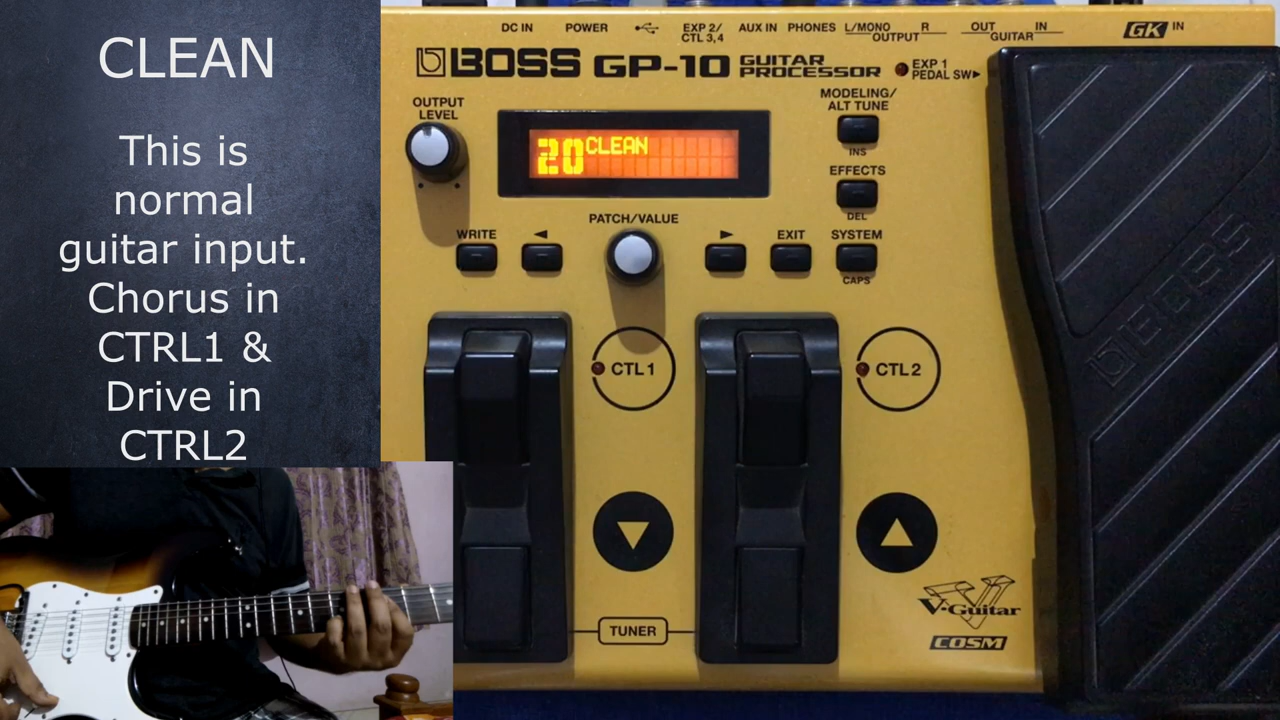 CLEAN
This is
normal
guitar input.
Chorus in
CTRL1 &
Drive in
CTRL2
DC IN
POWER
EXP 2/
CTL 3,4
AUX IN
PHONES
L/MONO
R
OUTPUT
OUT
IN
GUITAR
GK IN
BOSS GP-10 GUITAR
PROCESSOR
EXP 1
PEDAL SW
OUTPUT
LEVEL
20 CLEAN
MODELING/
ALT TUNE
INS
EFFECTS
DEL
PATCH/VALUE
WRITE
EXIT
SYSTEM
CAPS
CTL 1
CTL 2
BOSS
TUNER
V-Guitar
COSM